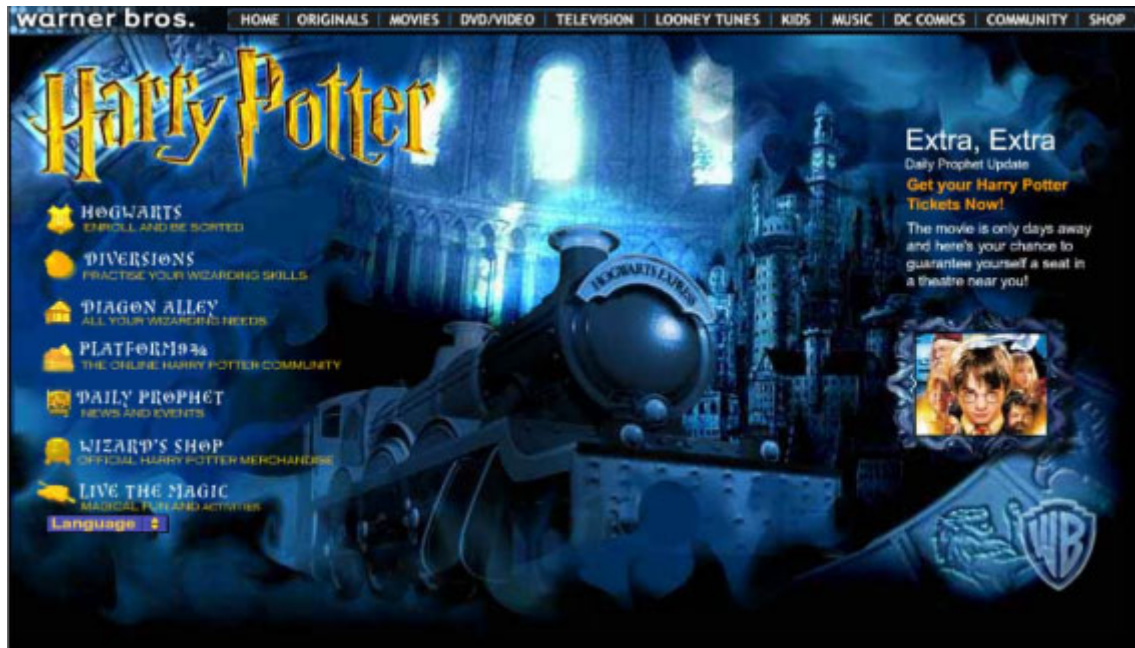 warner bros.
HOME | ORIGINALS | MOVIES | DVD/VIDEO | TELEVISION | LOONEY TUNES | KIDS | MUSIC | DC COMICS | COMMUNITY | SHOP
Harry Potter
HOGWARTS
ENROLL AND BE SORTED
DIVERSIONS
PRACTISE YOUR WIZARDING SKILLS
DIAGON ALLEY
ALL YOUR WIZARDING NEEDS
PLATFORM 9¾
THE ONLINE HARRY POTTER COMMUNITY
DAILY PROPHET
NEWS AND EVENTS
WIZARD'S SHOP
OFFICIAL HARRY POTTER MERCHANDISE
LIVE THE MAGIC
MAGICAL FUN AND ACTIVITIES
Language
HOGWARTS EXPRESS
Extra, Extra
Daily Prophet Update
Get your Harry Potter
Tickets Now!
The movie is only days away
and here's your chance to
guarantee yourself a seat in
a theatre near you!
WB